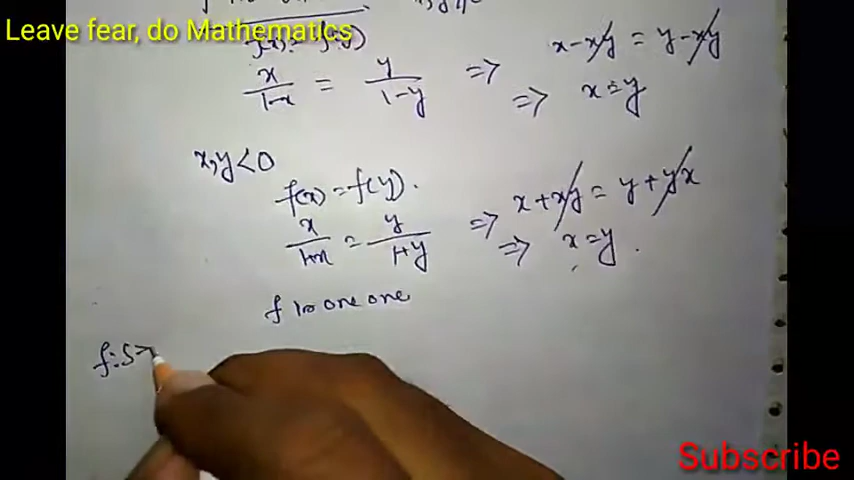 Leave fear, do Mathematics
f(x) = f(y)
x/(1-x) = y/(1-y) => x - xy = y - xy
=> x = y
x,y < 0
f(x) = f(y).
x/(1+x) = y/(1+y) => x + xy = y + yx
=> x = y.
f is one one
f: S →
Subscribe